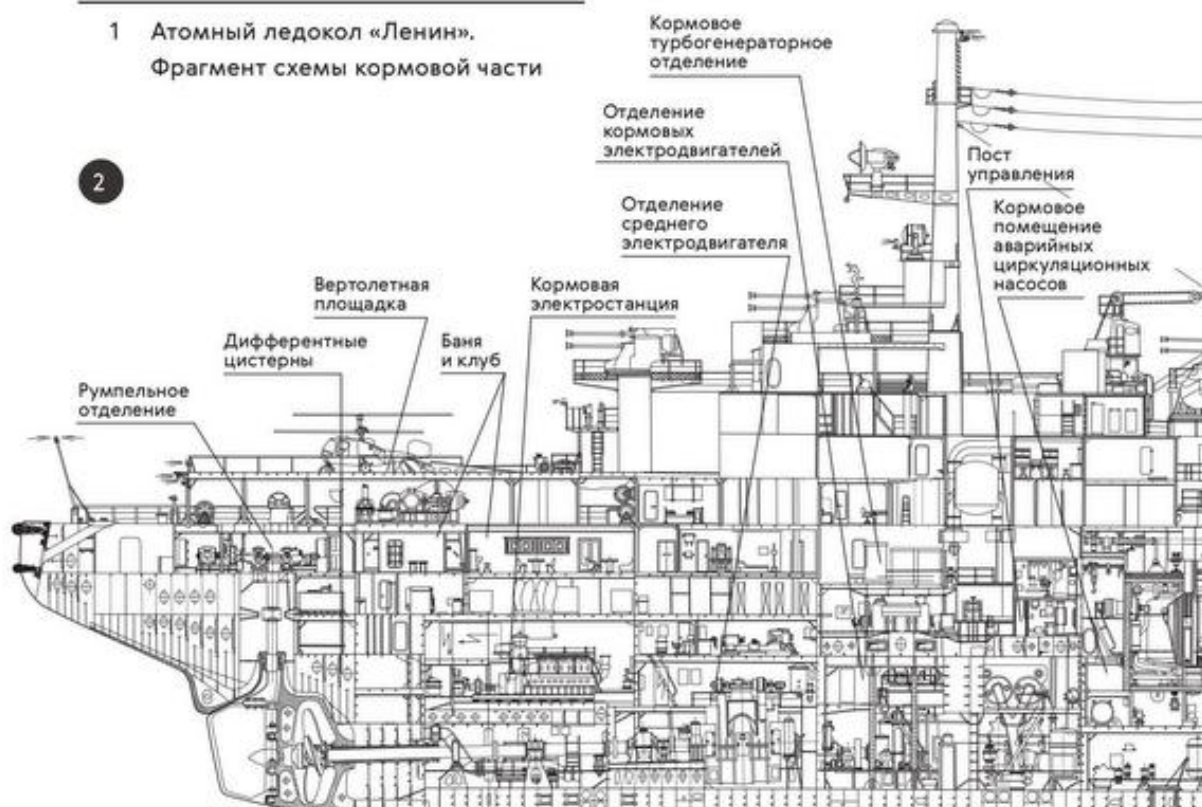 1 Атомный ледокол «Ленин».
Фрагмент схемы кормовой части
2
Кормовое
турбогенераторное
отделение
Отделение
кормовых
электродвигателей
Отделение
среднего
электродвигателя
Пост
управления
Кормовое
помещение
аварийных
циркуляционных
насосов
Вертолетная
площадка
Кормовая
электростанция
Дифферентные
цистерны
Баня
и клуб
Румпельное
отделение